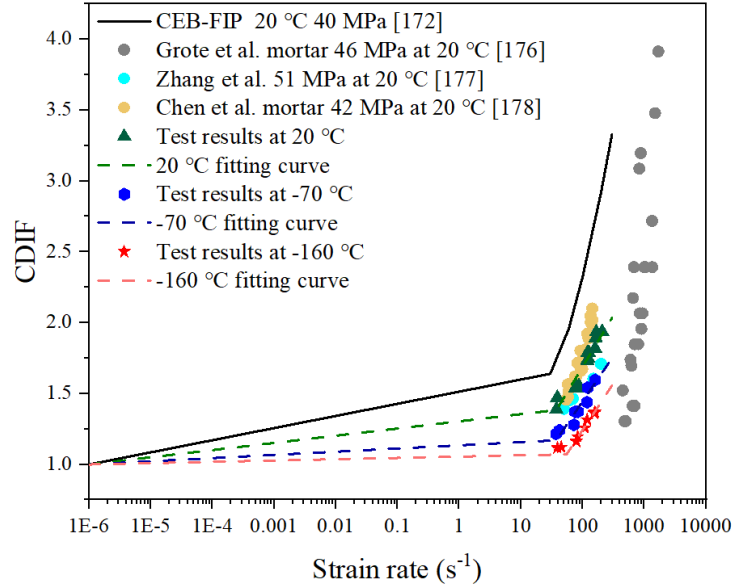 CEB-FIP 20 °C 40 MPa [172]
Grote et al. mortar 46 MPa at 20 °C [176]
Zhang et al. 51 MPa at 20 °C [177]
Chen et al. mortar 42 MPa at 20 °C [178]
Test results at 20 °C
20 °C fitting curve
Test results at -70 °C
-70 °C fitting curve
Test results at -160 °C
-160 °C fitting curve
4.0
3.5
3.0
2.5
2.0
1.5
1.0
CDIF
1E-6 1E-5 1E-4 0.001 0.01 0.1 1 10 100 1000 10000
Strain rate (s⁻¹)